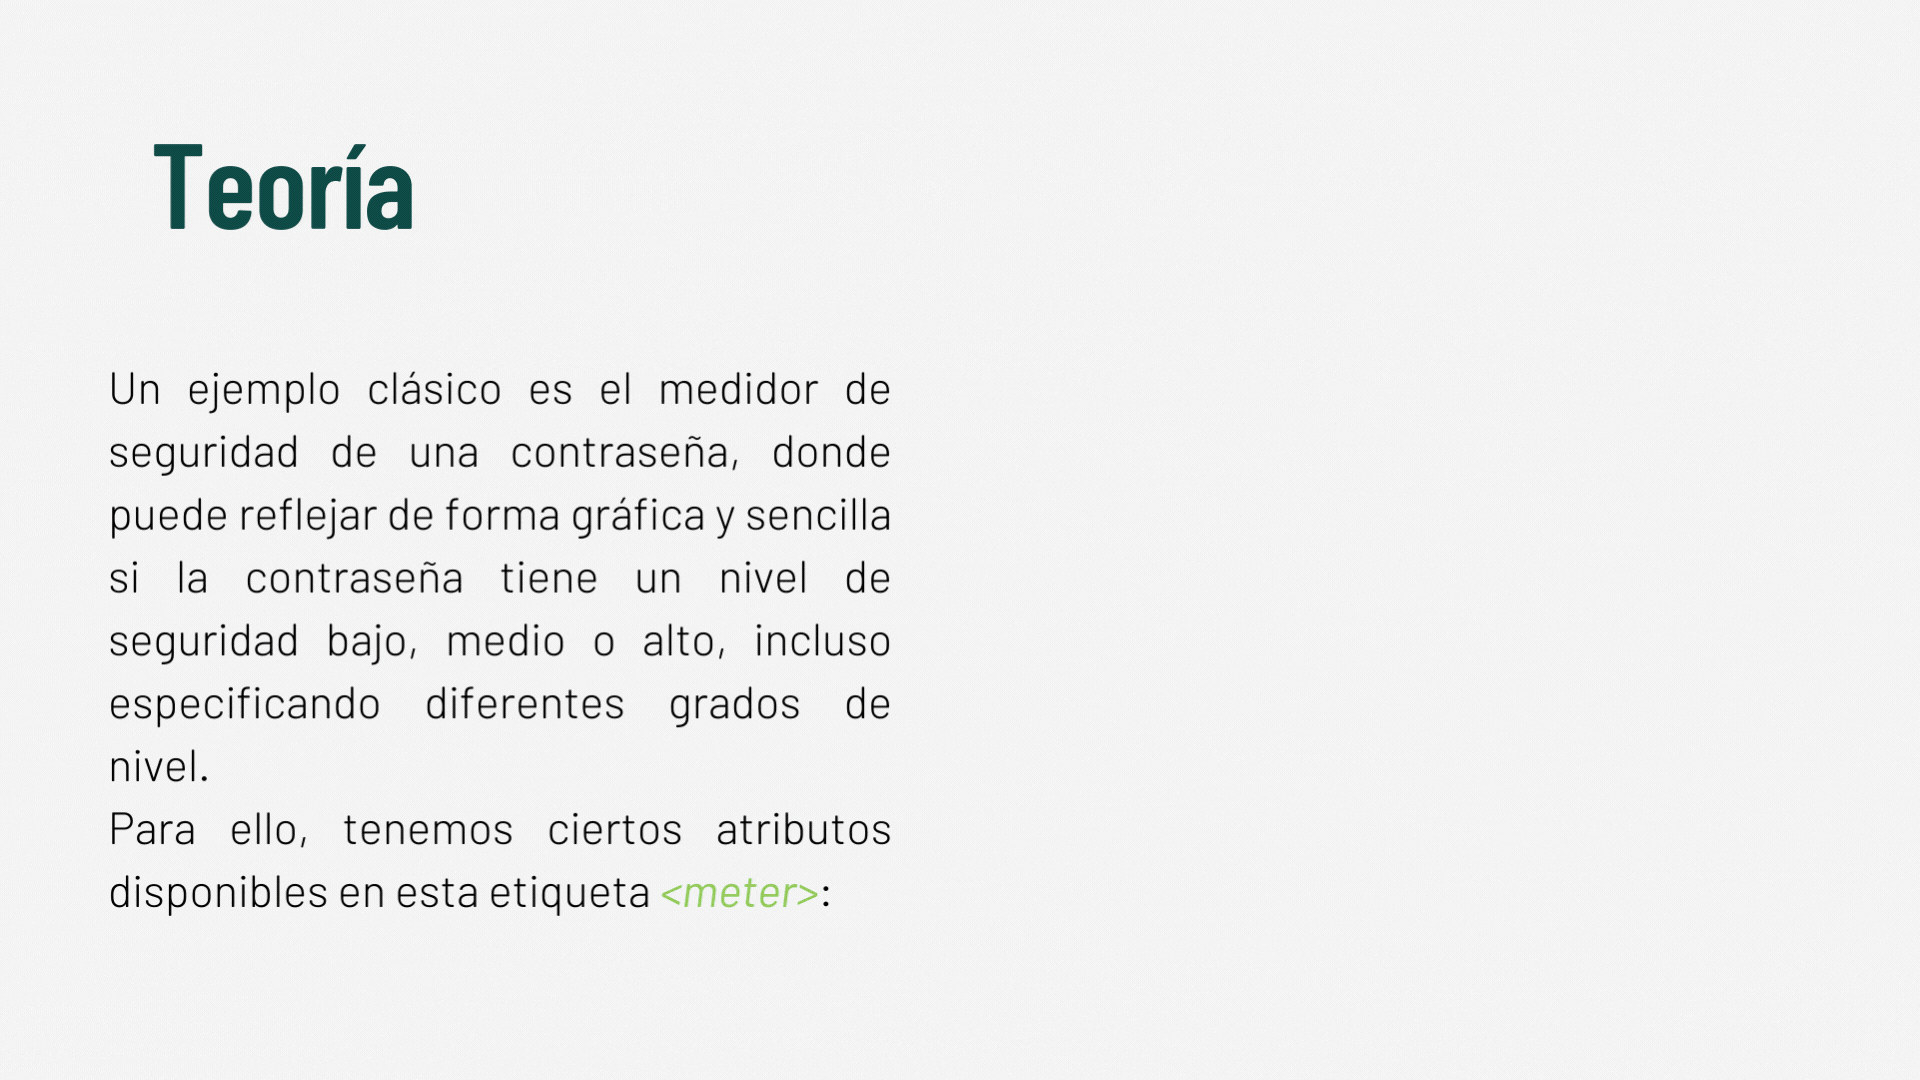 Teoría
Un ejemplo clásico es el medidor de
seguridad de una contraseña, donde
puede reflejar de forma gráfica y sencilla
si la contraseña tiene un nivel de
seguridad bajo, medio o alto, incluso
especificando diferentes grados de
nivel.
Para ello, tenemos ciertos atributos
disponibles en esta etiqueta <meter>: